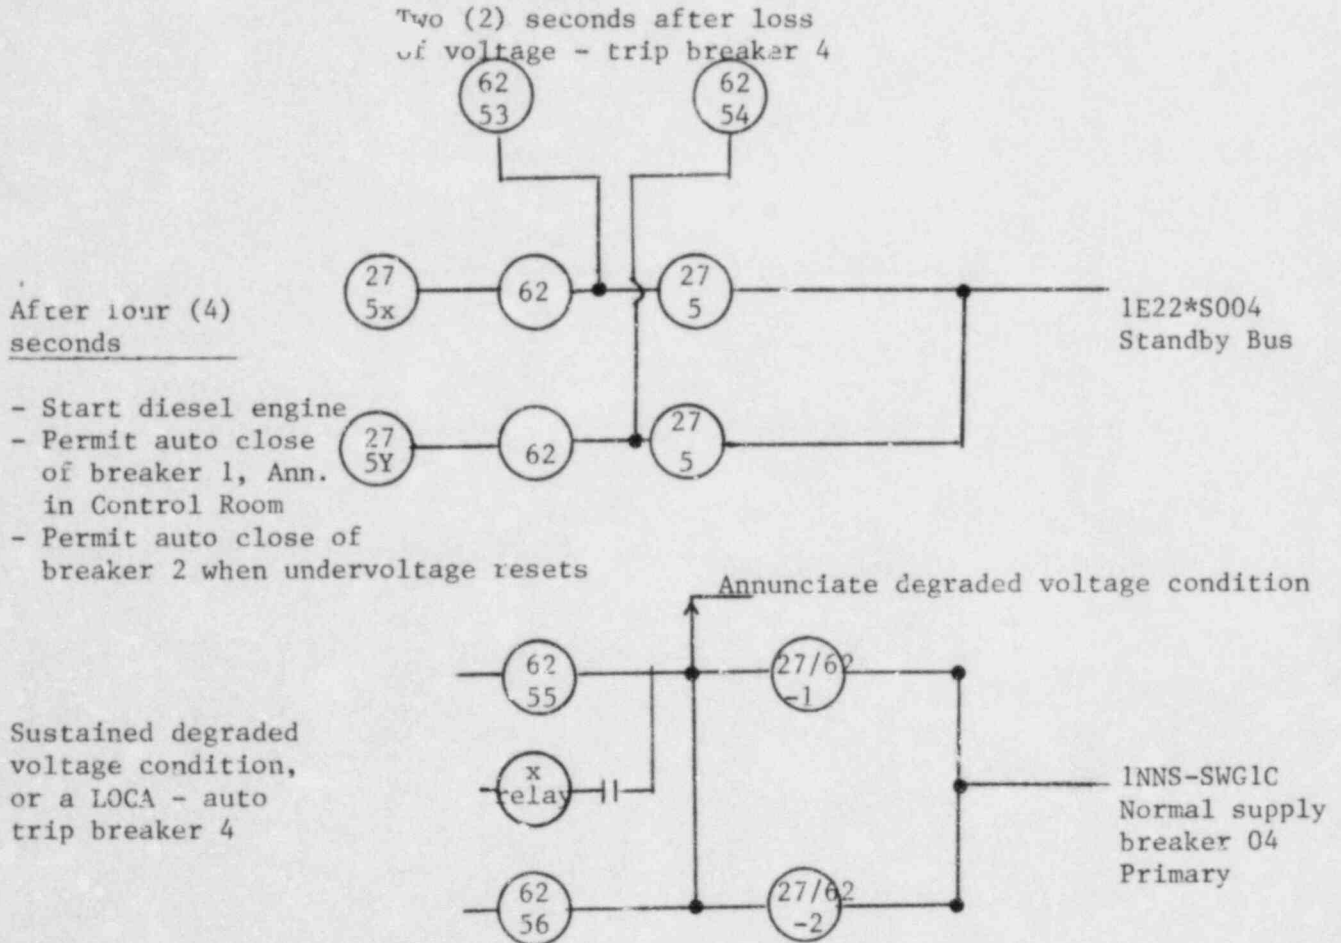 Two (2) seconds after loss
of voltage - trip breaker 4
62
53
62
54
27
5x
62
27
5
1E22*S004
Standby Bus
After four (4)
seconds
- Start diesel engine
- Permit auto close
of breaker 1, Ann.
in Control Room
- Permit auto close of
breaker 2 when undervoltage resets
27
5Y
62
27
5
Annunciate degraded voltage condition
62
55
27/62
-1
Sustained degraded
voltage condition,
or a LOCA - auto
trip breaker 4
x
relay
1NNS-SWG1C
Normal supply
breaker 04
Primary
62
56
27/62
-2